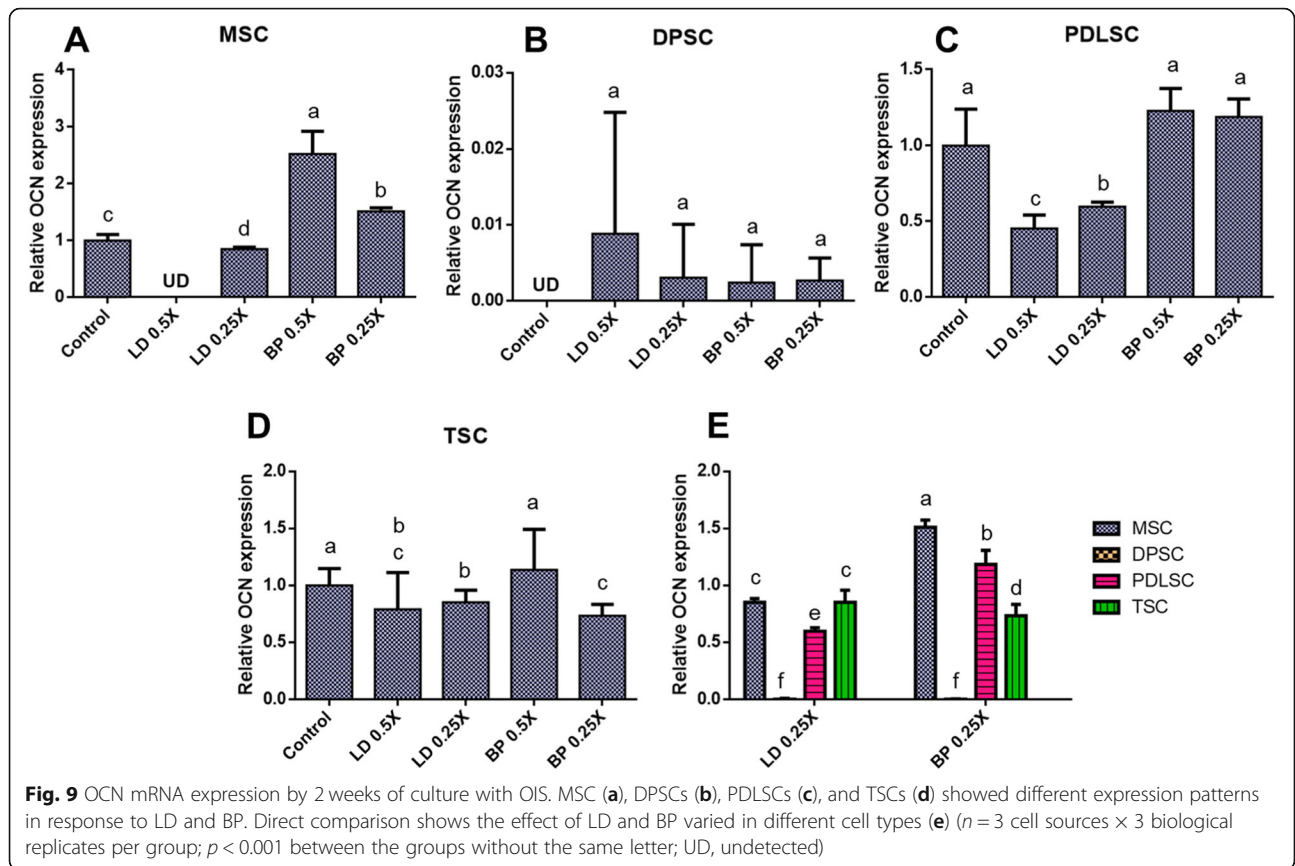 A
MSC
Relative OCN expression
4
3
2
1
0
c
UD
d
a
b
Control
LD 0.5X
LD 0.25X
BP 0.5X
BP 0.25X
B
DPSC
Relative OCN expression
0.03
0.02
0.01
0.00
UD
a
a
a
a
Control
LD 0.5X
LD 0.25X
BP 0.5X
BP 0.25X
C
PDLSC
Relative OCN expression
1.5
1.0
0.5
0.0
a
c
b
a
a
Control
LD 0.5X
LD 0.25X
BP 0.5X
BP 0.25X
D
TSC
Relative OCN expression
2.0
1.5
1.0
0.5
0.0
a
b
c
b
a
c
Control
LD 0.5X
LD 0.25X
BP 0.5X
BP 0.25X
E
Relative OCN expression
2.0
1.5
1.0
0.5
0.0
c
f
e
c
a
f
b
d
LD 0.25X
BP 0.25X
MSC
DPSC
PDLSC
TSC
Fig. 9 OCN mRNA expression by 2 weeks of culture with OIS. MSC (a), DPSCs (b), PDLSCs (c), and TSCs (d) showed different expression patterns
in response to LD and BP. Direct comparison shows the effect of LD and BP varied in different cell types (e) (n = 3 cell sources × 3 biological
replicates per group; p < 0.001 between the groups without the same letter; UD, undetected)